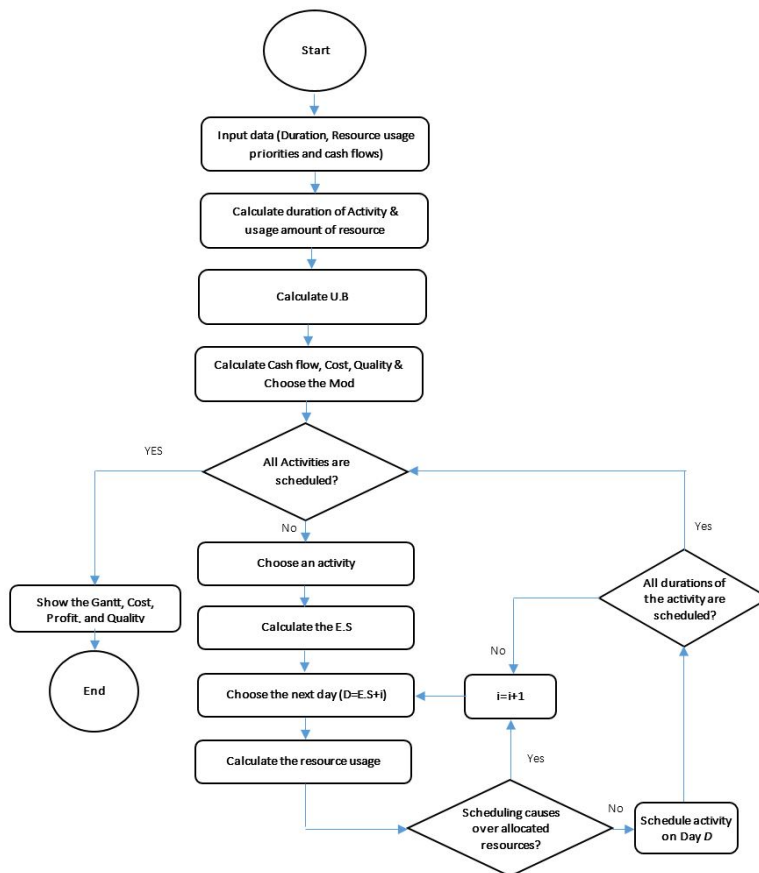 Start
Input data (Duration, Resource usage
priorities and cash flows)
Calculate duration of Activity &
usage amount of resource
Calculate U.B
Calculate Cash flow, Cost, Quality &
Choose the Mod
YES
All Activities are
scheduled?
No
Yes
Choose an activity
Show the Gantt, Cost,
Profit, and Quality
All durations of
the activity are
scheduled?
Calculate the E.S
No
End
Choose the next day (D=E.S+i)
i=i+1
Calculate the resource usage
Yes
Scheduling causes
over allocated
resources?
No
Schedule activity
on Day D